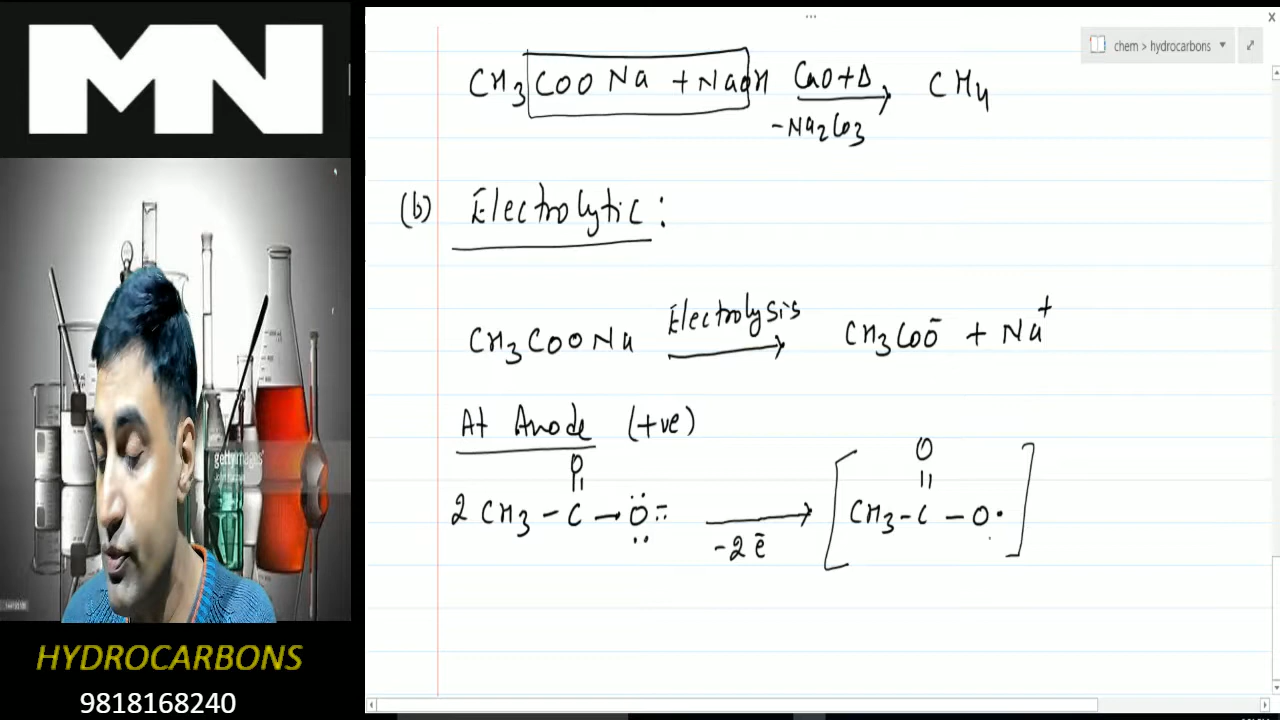 MN
chem > hydrocarbons
CH3COONa + NaOH CaO+Δ → CH4
-Na2CO3
(b) Electrolytic:
CH3COONa Electrolysis → CH3COO⁻ + Na⁺
At Anode (+ve)
O O
|| ||
2 CH3 - C - O: → [CH3 - C - O•]
-2e⁻
gettyimages
HYDROCARBONS
9818168240